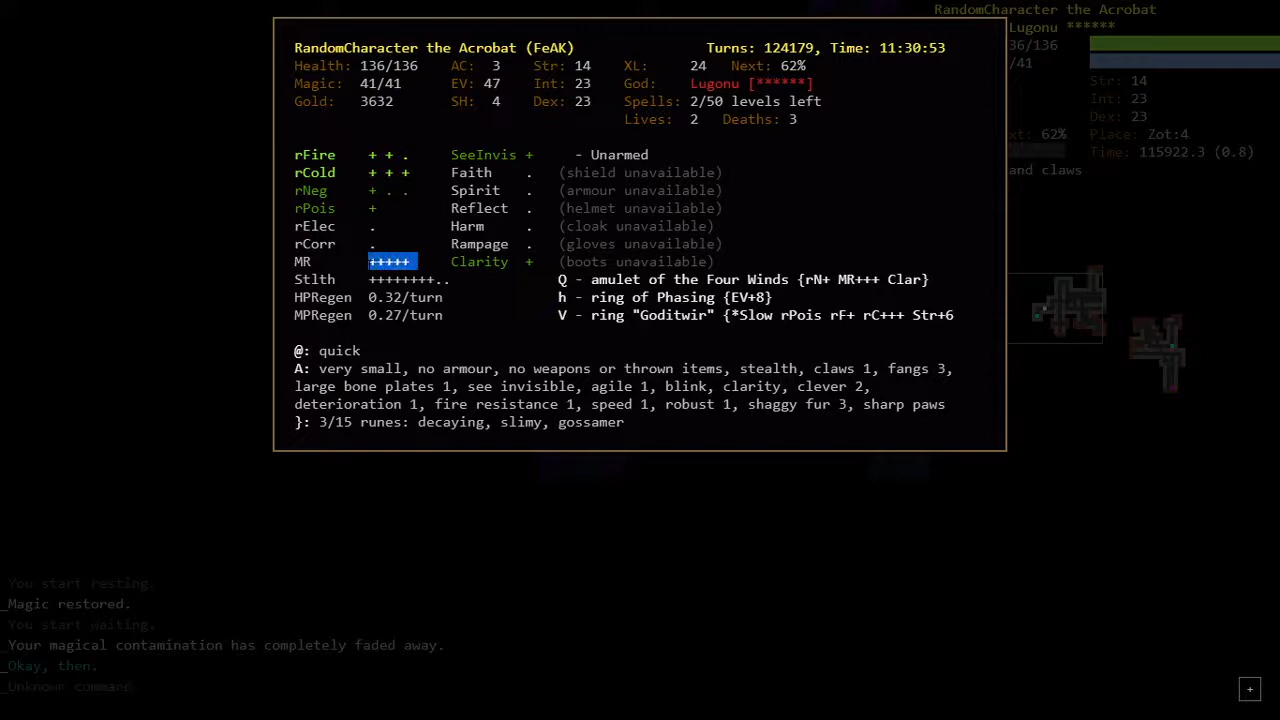 RandomCharacter the Acrobat
Lugonu ******
RandomCharacter the Acrobat (FeAK) Turns: 124179, Time: 11:30:53
36/136
Health: 136/136 AC: 3 Str: 14 XL: 24 Next: 62%
/41
Magic: 41/41 EV: 47 Int: 23 God: Lugonu [******]
Str: 14
Gold: 3632 SH: 4 Dex: 23 Spells: 2/50 levels left
Int: 23
Lives: 2 Deaths: 3
Dex: 23
xt: 62% Place: Zot:4
rFire + + . SeeInvis + - Unarmed
Time: 115922.3 (0.8)
rCold + + + Faith . (shield unavailable)
and claws
rNeg + . . Spirit . (armour unavailable)
rPois + Reflect . (helmet unavailable)
rElec . Harm . (cloak unavailable)
rCorr . Rampage . (gloves unavailable)
MR +++++ Clarity + (boots unavailable)
Stlth ++++++++.. Q - amulet of the Four Winds {rN+ MR+++ Clar}
HPRegen 0.32/turn h - ring of Phasing {EV+8}
MPRegen 0.27/turn V - ring "Goditwir" {*Slow rPois rF+ rC+++ Str+6
@: quick
A: very small, no armour, no weapons or thrown items, stealth, claws 1, fangs 3,
large bone plates 1, see invisible, agile 1, blink, clarity, clever 2,
deterioration 1, fire resistance 1, speed 1, robust 1, shaggy fur 3, sharp paws
}: 3/15 runes: decaying, slimy, gossamer
You start resting.
_Magic restored.
You start waiting.
_Your magical contamination has completely faded away.
_Okay, then.
_Unknown command
+